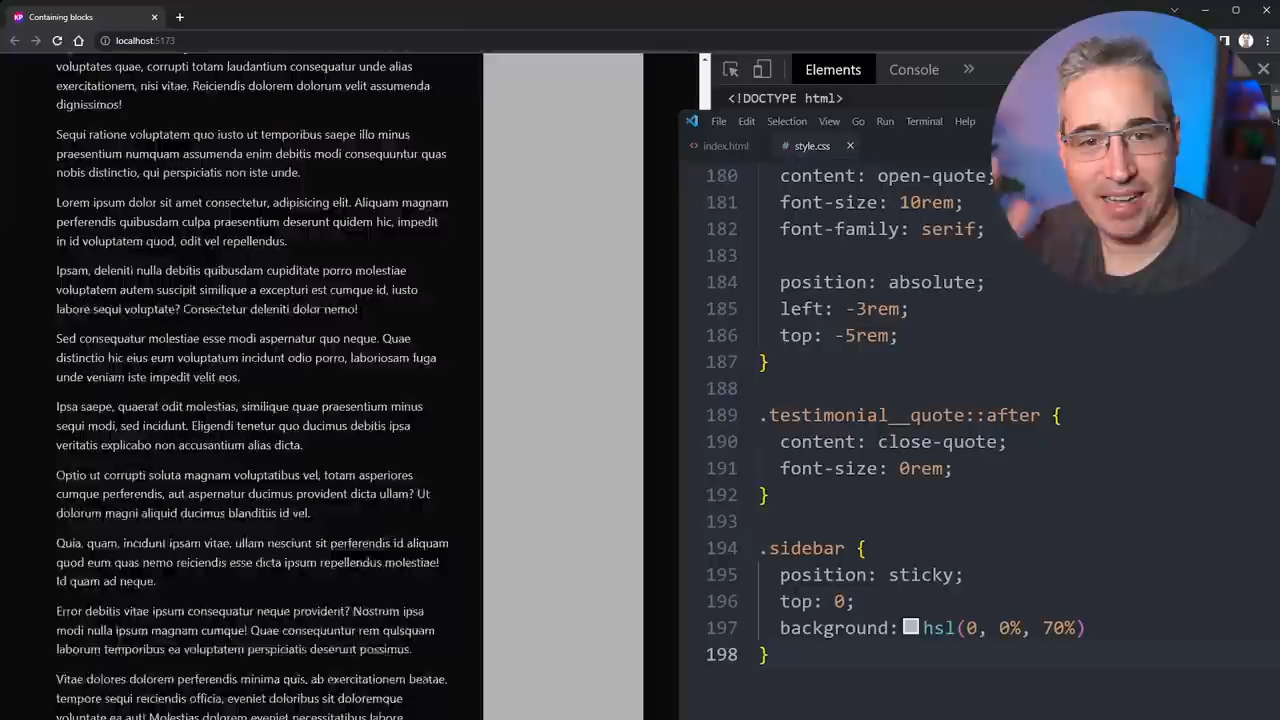 KP Containing blocks
localhost:5173
voluptates quae, corrupti totam laudantium consequatur unde alias
exercitationem, nisi vitae. Reiciendis dolorem dolorum velit assumenda
dignissimos!
Sequi ratione voluptatem quo iusto ut temporibus saepe illo minus
praesentium numquam assumenda enim debitis modi consequuntur quas
nobis distinctio, qui perspiciatis non iste unde.
Lorem ipsum dolor sit amet consectetur, adipisicing elit. Aliquam magnam
perferendis quibusdam culpa praesentium deserunt quidem hic, impedit
in id voluptatem quod, odit vel repellendus.
Ipsam, deleniti nulla debitis quibusdam cupiditate porro molestiae
voluptatem autem suscipit similique a excepturi est cumque id, iusto
labore sequi voluptate? Consectetur deleniti dolor nemo!
Sed consequatur molestiae esse modi aspernatur quo neque. Quae
distinctio hic eius eum voluptatum incidunt odio porro, laboriosam fuga
unde veniam iste impedit velit eos.
Ipsa saepe, quaerat odit molestias, similique quae praesentium minus
sequi modi, sed incidunt. Eligendi tenetur quo ducimus debitis ipsa
veritatis explicabo non accusantium alias dicta.
Optio ut corrupti soluta magnam voluptatibus vel, totam asperiores
cumque perferendis, aut aspernatur ducimus provident dicta ullam? Ut
dolorum magni aliquid ducimus blanditiis id vel.
Quia, quam, incidunt ipsam vitae, ullam nesciunt sit perferendis id aliquam
quod eum quas nemo reiciendis esse dicta ipsum repellendus molestiae!
Id quam ad neque.
Error debitis vitae ipsum consequatur neque provident? Nostrum ipsa
modi nulla ipsum magnam cumque! Quae consequuntur rem quisquam
laborum temporibus ea voluptatem perspiciatis deserunt possimus.
Vitae dolores dolorem perferendis minima quis, ab exercitationem beatae,
tempore sequi reiciendis officia, eveniet doloribus sit doloremque
voluptatum ea aut! Molestias dolorem eveniet necessitatibus labore
Elements Console
<!DOCTYPE html>
File Edit Selection View Go Run Terminal Help
<> index.html # style.css
180 content: open-quote;
181 font-size: 10rem;
182 font-family: serif;
183
184 position: absolute;
185 left: -3rem;
186 top: -5rem;
187 }
188
189 .testimonial__quote::after {
190 content: close-quote;
191 font-size: 0rem;
192 }
193
194 .sidebar {
195 position: sticky;
196 top: 0;
197 background: hsl(0, 0%, 70%)
198 }